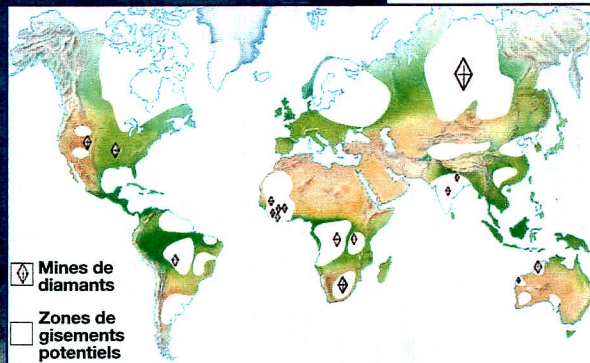 Mines de
diamants
Zones de
gisements
potentiels